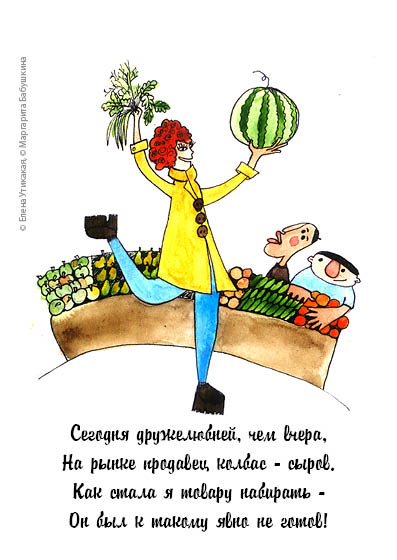 © Елена Утикакая, © Маргарита Бабушкина
Сегодня дружелюбней, чем вчера,
На рынке продавец колбас - сыров.
Как стала я товару набирать -
Он был к такому явно не готов!